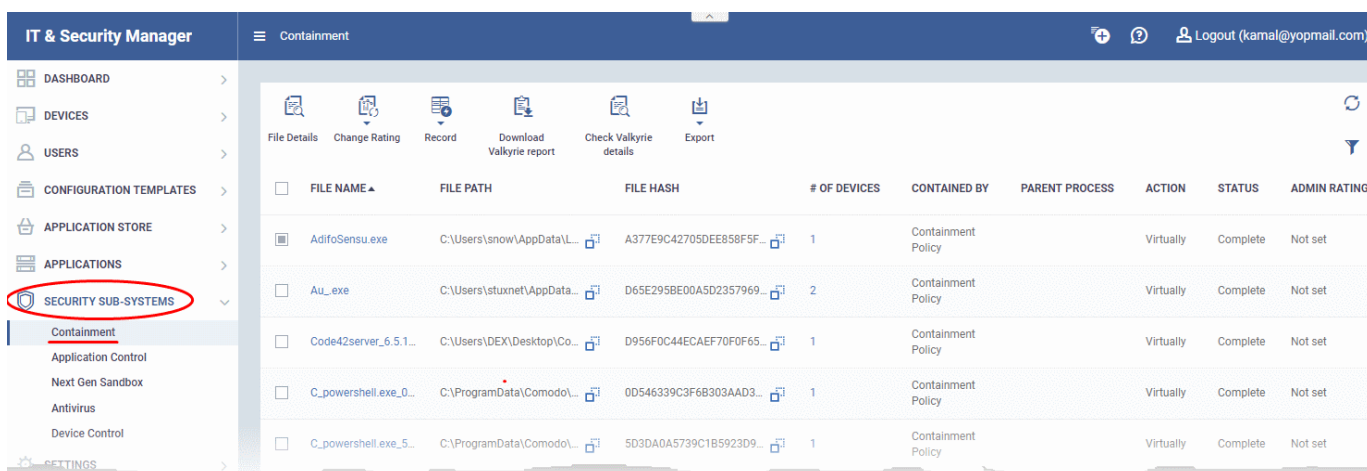 IT & Security Manager
Containment
Logout (kamal@yopmail.com)
DASHBOARD
DEVICES
USERS
CONFIGURATION TEMPLATES
APPLICATION STORE
APPLICATIONS
SECURITY SUB-SYSTEMS
Containment
Application Control
Next Gen Sandbox
Antivirus
Device Control
SETTINGS
File Details Change Rating Record Download Valkyrie report Check Valkyrie details Export
FILE NAME FILE PATH FILE HASH # OF DEVICES CONTAINED BY PARENT PROCESS ACTION STATUS ADMIN RATING
AdifoSensu.exe C:\Users\snow\AppData\L... A377E9C42705DEE858F5F... 1 Containment Policy Virtually Complete Not set
Au_.exe C:\Users\stuxnet\AppData... D65E295BE00A5D2357969... 2 Containment Policy Virtually Complete Not set
Code42server_6.5.1... C:\Users\DEX\Desktop\Co... D956F0C44ECAEF70F0F65... 1 Containment Policy Virtually Complete Not set
C_powershell.exe_0... C:\ProgramData\Comodo\... 0D546339C3F6B303AAD3... 1 Containment Policy Virtually Complete Not set
C_powershell.exe_5... C:\ProgramData\Comodo\... 5D3DA0A5739C1B5923D9... 1 Containment Policy Virtually Complete Not set